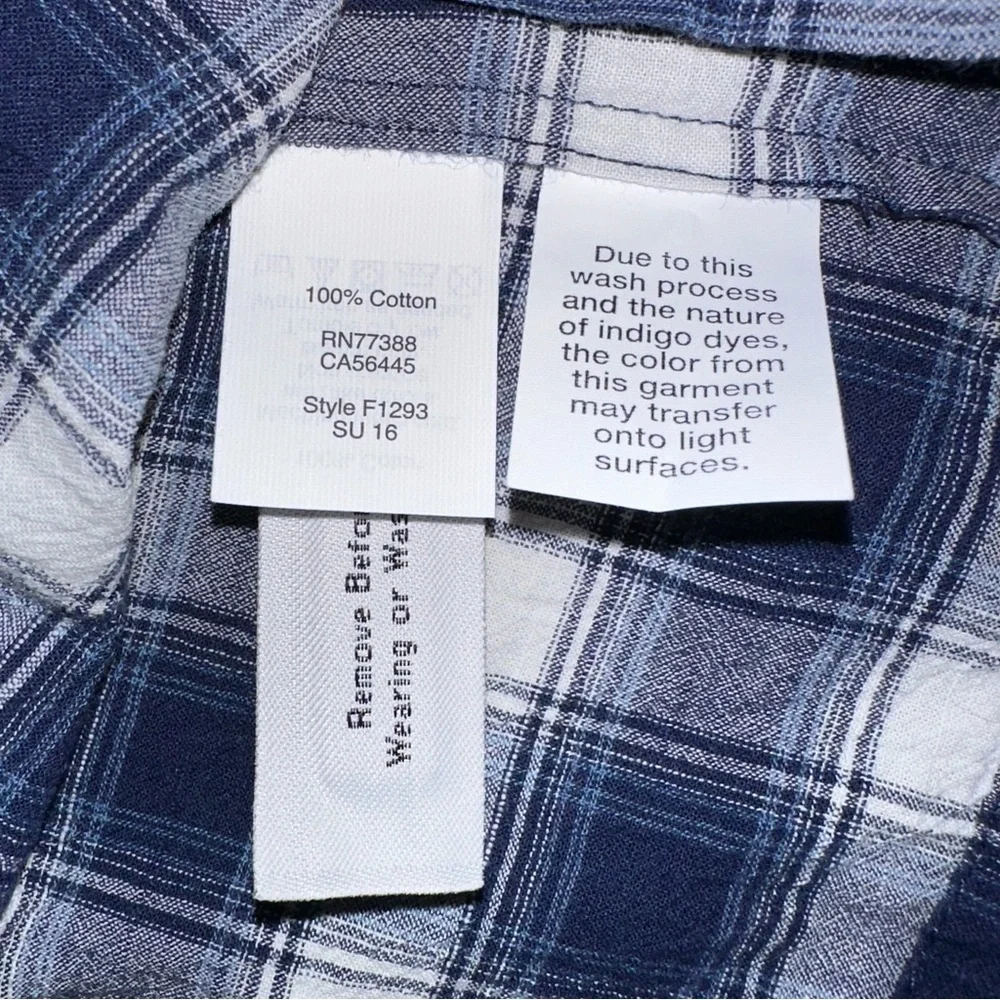 100% Cotton
RN77388
CA56445
Style F1293
SU 16
Due to this
wash process
and the nature
of indigo dyes,
the color from
this garment
may transfer
onto light
surfaces.
Remove
Wearing or